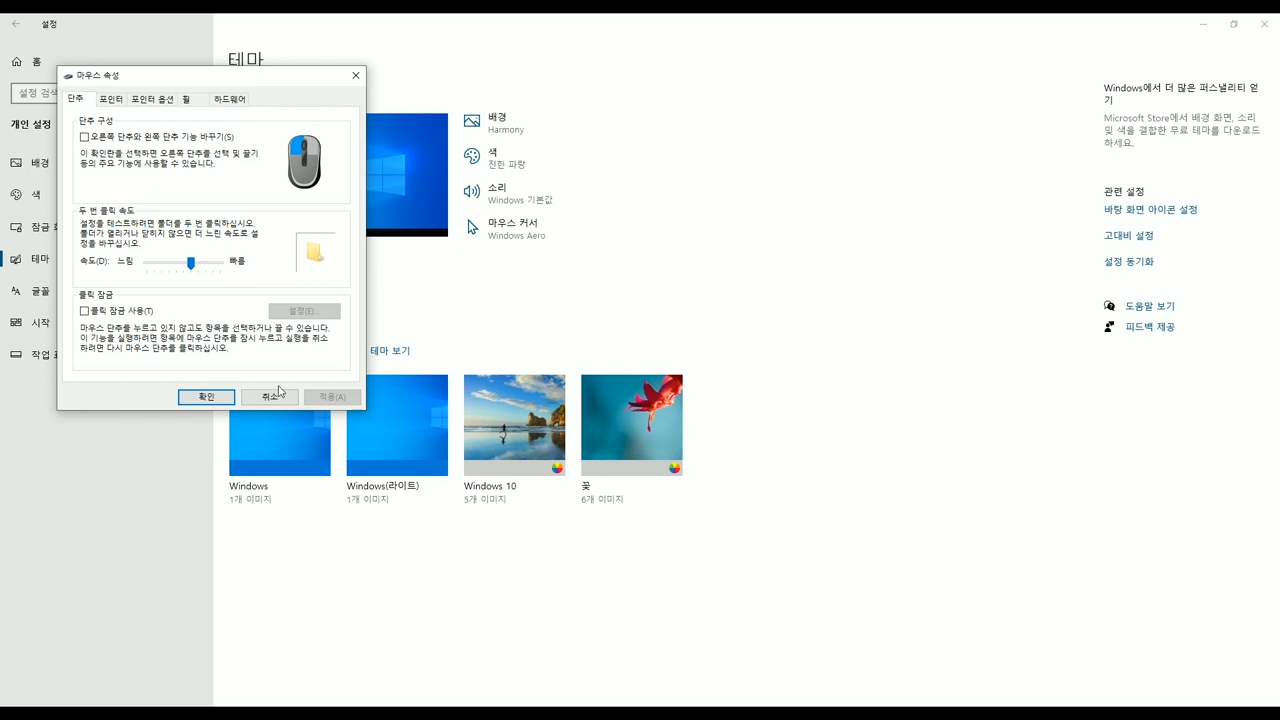 설정
홈
설정 검색
개인 설정
배경
색
잠금
테마
글꼴
시작
작업
테마
마우스 속성
단추
포인터
포인터 옵션
휠
하드웨어
단추 구성
오른쪽 단추와 왼쪽 단추 기능 바꾸기(S)
이 확인란을 선택하면 오른쪽 단추를 선택 및 끌기
등의 주요 기능에 사용할 수 있습니다.
두 번 클릭 속도
설정을 테스트하려면 폴더를 두 번 클릭하십시오.
폴더가 열리거나 닫히지 않으면 더 느린 속도로 설
정을 바꾸십시오.
속도(D): 느림 빠름
클릭 잠금
클릭 잠금 사용(T)
설정(E)...
마우스 단추를 누르고 있지 않고도 항목을 선택하거나 끌 수 있습니다.
이 기능을 실행하려면 항목에 마우스 단추를 잠시 누르고 실행을 취소
하려면 다시 마우스 단추를 클릭하십시오.
확인
취소
적용(A)
배경
Harmony
색
진한 파랑
소리
Windows 기본값
마우스 커서
Windows Aero
테마 보기
Windows
1개 이미지
Windows(라이트)
1개 이미지
Windows 10
5개 이미지
꽃
6개 이미지
Windows에서 더 많은 퍼스낼리티 얻
기
Microsoft Store에서 배경 화면, 소리
및 색을 결합한 무료 테마를 다운로드
하세요.
관련 설정
바탕 화면 아이콘 설정
고대비 설정
설정 동기화
도움말 보기
피드백 제공